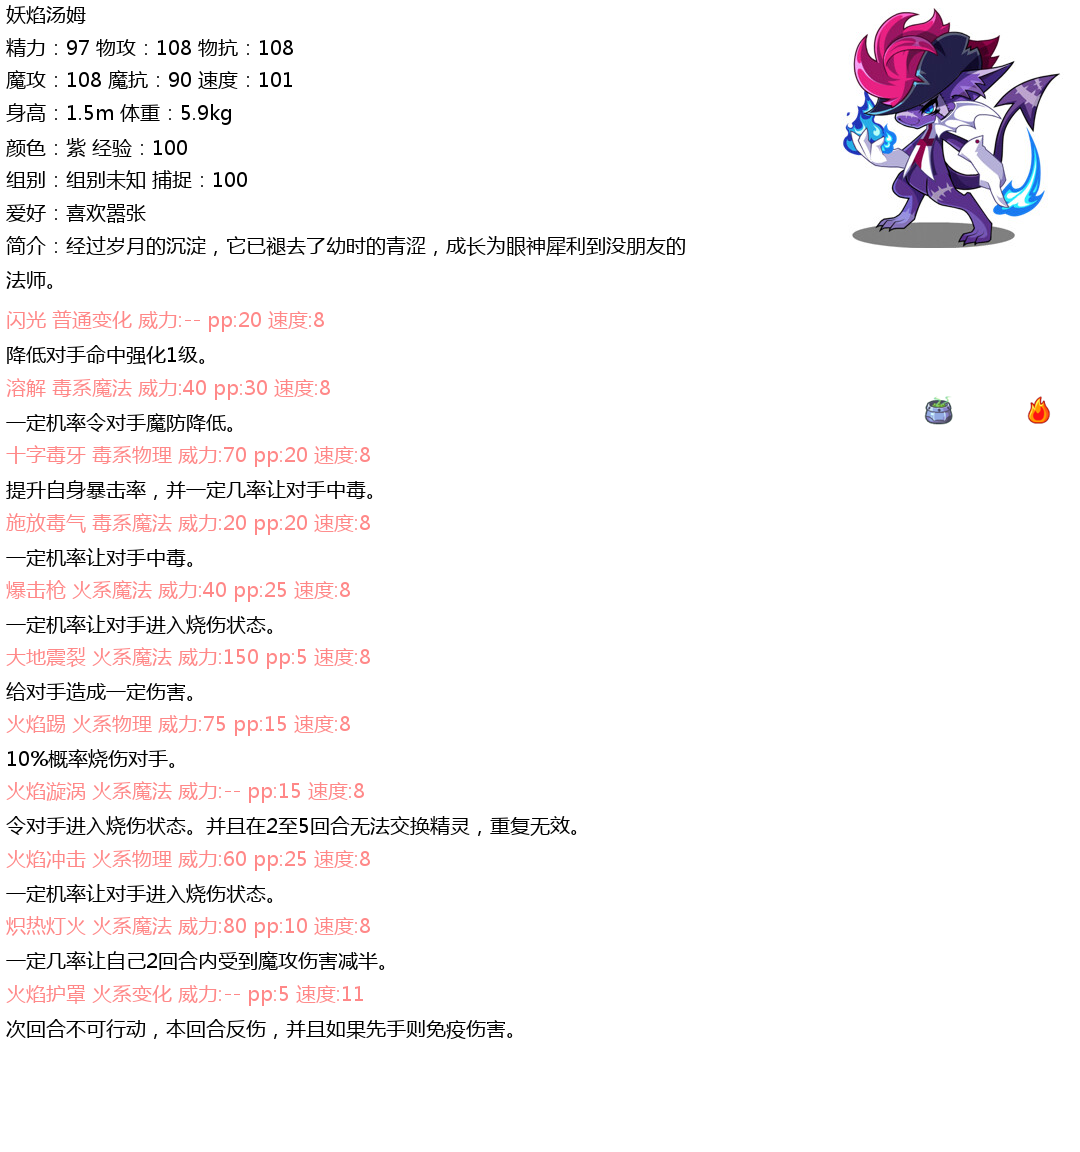 妖焰汤姆
精力：97 物攻：108 物抗：108
魔攻：108 魔抗：90 速度：101
身高：1.5m 体重：5.9kg
颜色：紫 经验：100
组别：组别未知 捕捉：100
爱好：喜欢嚣张
简介：经过岁月的沉淀，它已褪去了幼时的青涩，成长为眼神犀利到没朋友的
法师。
闪光 普通变化 威力:-- pp:20 速度:8
降低对手命中强化1级。
溶解 毒系魔法 威力:40 pp:30 速度:8
一定机率令对手魔防降低。
十字毒牙 毒系物理 威力:70 pp:20 速度:8
提升自身暴击率，并一定几率让对手中毒。
施放毒气 毒系魔法 威力:20 pp:20 速度:8
一定机率让对手中毒。
爆击枪 火系魔法 威力:40 pp:25 速度:8
一定机率让对手进入烧伤状态。
大地震裂 火系魔法 威力:150 pp:5 速度:8
给对手造成一定伤害。
火焰踢 火系物理 威力:75 pp:15 速度:8
10%概率烧伤对手。
火焰漩涡 火系魔法 威力:-- pp:15 速度:8
令对手进入烧伤状态。并且在2至5回合无法交换精灵，重复无效。
火焰冲击 火系物理 威力:60 pp:25 速度:8
一定机率让对手进入烧伤状态。
炽热灯火 火系魔法 威力:80 pp:10 速度:8
一定几率让自己2回合内受到魔攻伤害减半。
火焰护罩 火系变化 威力:-- pp:5 速度:11
次回合不可行动，本回合反伤，并且如果先手则免疫伤害。